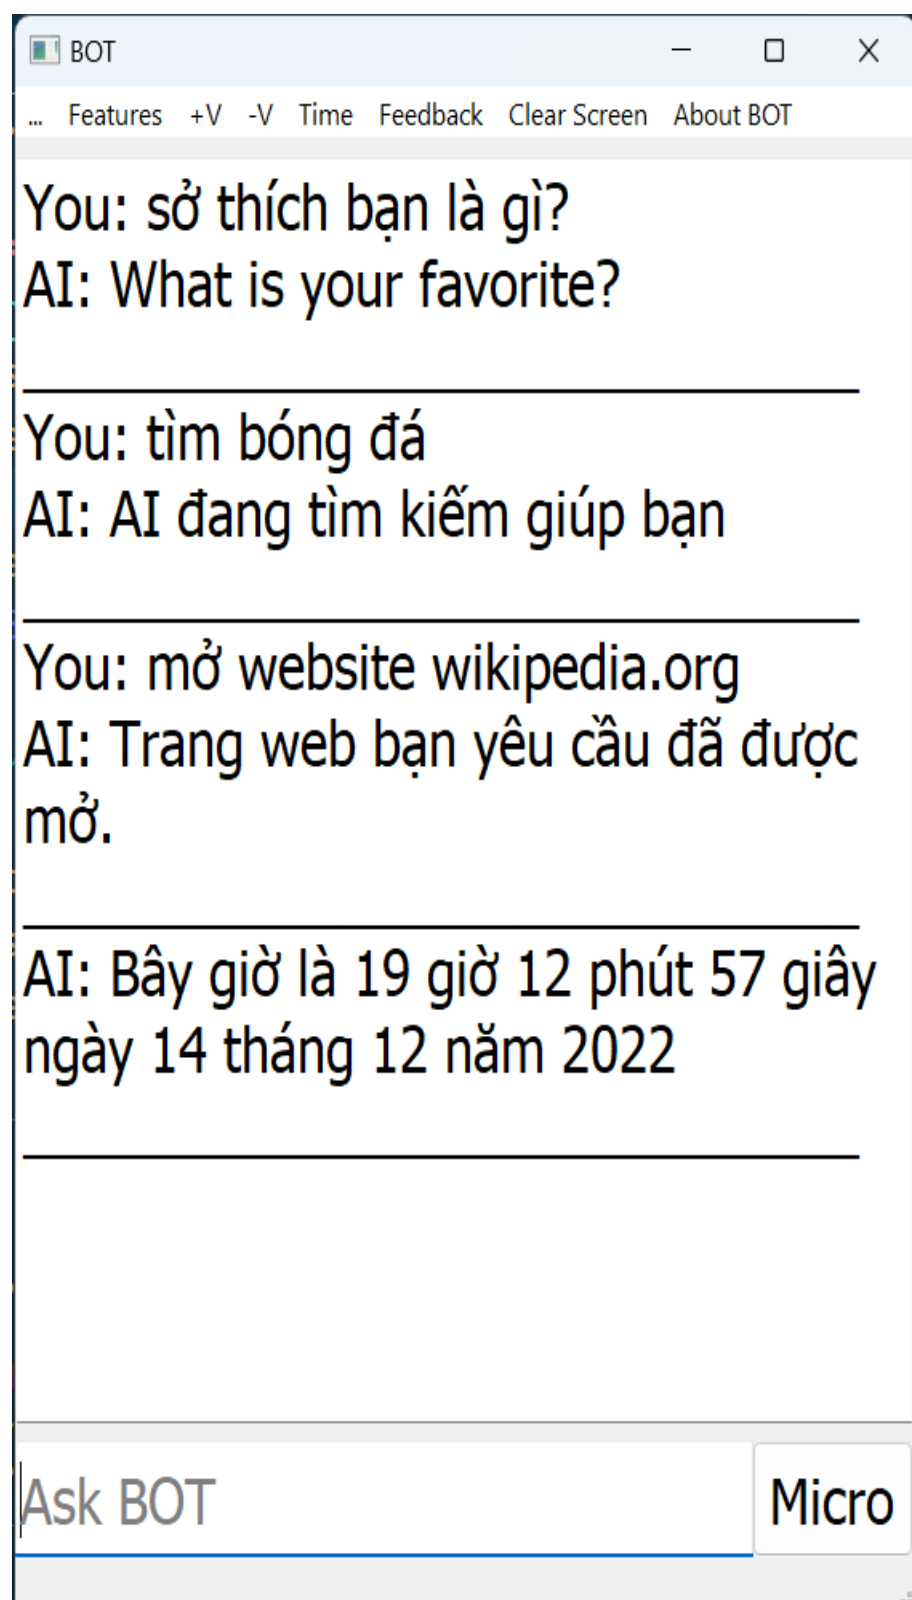 BOT
... Features +V -V Time Feedback Clear Screen About BOT
You: sở thích bạn là gì?
AI: What is your favorite?
You: tìm bóng đá
AI: AI đang tìm kiếm giúp bạn
You: mở website wikipedia.org
AI: Trang web bạn yêu cầu đã được
mở.
AI: Bây giờ là 19 giờ 12 phút 57 giây
ngày 14 tháng 12 năm 2022
Ask BOT Micro